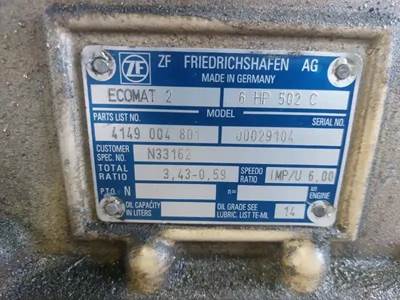 ZF FRIEDRICHSHAFEN AG
MADE IN GERMANY
ECOMAT 2 6 HP 502 C
PARTS LIST NO. MODEL SERIAL NO.
4149 004 801 00029104
CUSTOMER SPEC. NO. N33162
TOTAL RATIO 3,43-0,59 SPEEDO RATIO IMP/U 6.00
P.T.O. N n= ENGINE
OIL CAPACITY IN LITERS OIL GRADE SEE LUBRIC. LIST TE-ML 14